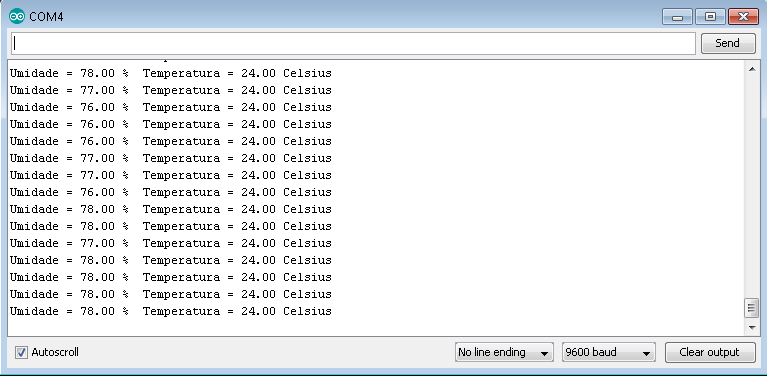 COM4
Send
Umidade = 78.00 %  Temperatura = 24.00 Celsius
Umidade = 77.00 %  Temperatura = 24.00 Celsius
Umidade = 76.00 %  Temperatura = 24.00 Celsius
Umidade = 76.00 %  Temperatura = 24.00 Celsius
Umidade = 76.00 %  Temperatura = 24.00 Celsius
Umidade = 77.00 %  Temperatura = 24.00 Celsius
Umidade = 77.00 %  Temperatura = 24.00 Celsius
Umidade = 76.00 %  Temperatura = 24.00 Celsius
Umidade = 78.00 %  Temperatura = 24.00 Celsius
Umidade = 78.00 %  Temperatura = 24.00 Celsius
Umidade = 77.00 %  Temperatura = 24.00 Celsius
Umidade = 78.00 %  Temperatura = 24.00 Celsius
Umidade = 78.00 %  Temperatura = 24.00 Celsius
Umidade = 78.00 %  Temperatura = 24.00 Celsius
Umidade = 78.00 %  Temperatura = 24.00 Celsius
Autoscroll No line ending 9600 baud Clear output